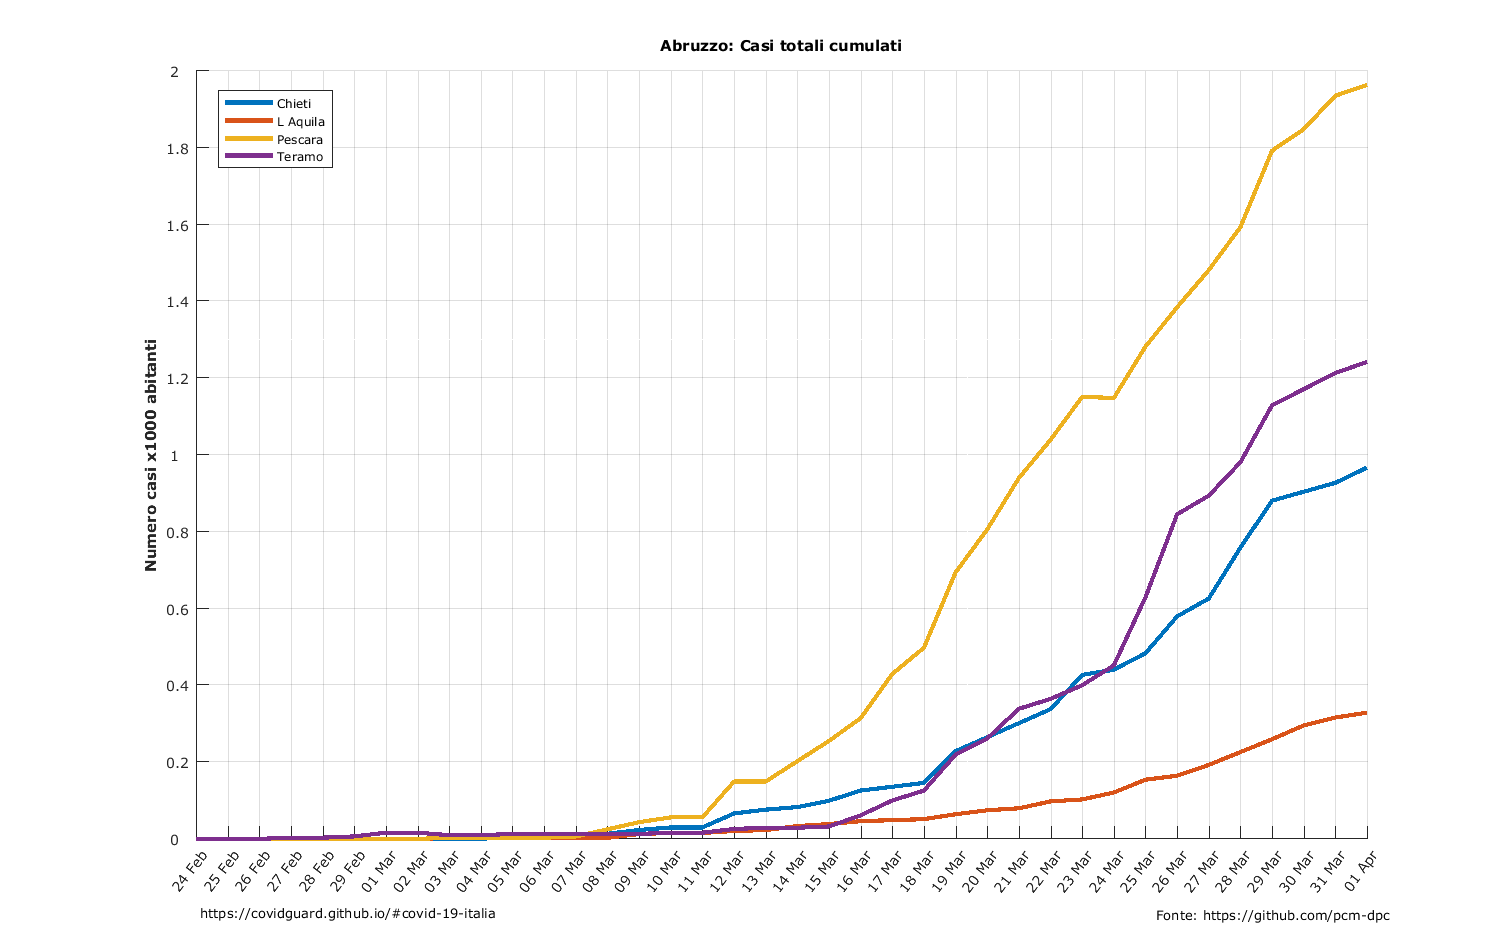 Abruzzo: Casi totali cumulati
2
1.8
1.6
1.4
1.2
1
0.8
0.6
0.4
0.2
0
Numero casi x1000 abitanti
Chieti
L Aquila
Pescara
Teramo
24 Feb
25 Feb
26 Feb
27 Feb
28 Feb
29 Feb
01 Mar
02 Mar
03 Mar
04 Mar
05 Mar
06 Mar
07 Mar
08 Mar
09 Mar
10 Mar
11 Mar
12 Mar
13 Mar
14 Mar
15 Mar
16 Mar
17 Mar
18 Mar
19 Mar
20 Mar
21 Mar
22 Mar
23 Mar
24 Mar
25 Mar
26 Mar
27 Mar
28 Mar
29 Mar
30 Mar
31 Mar
01 Apr
https://covidguard.github.io/#covid-19-italia
Fonte: https://github.com/pcm-dpc